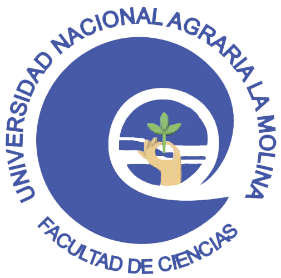 UNIVERSIDAD NACIONAL AGRARIA LA MOLINA
FACULTAD DE CIENCIAS